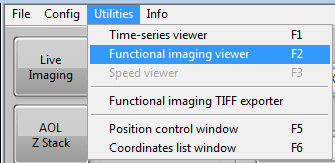 File Config Utilities Info
Time-series viewer F1
Live
Imaging
Functional imaging viewer F2
Speed viewer F3
Functional imaging TIFF exporter
AOL
Z Stack
Position control window F5
Coordinates list window F6